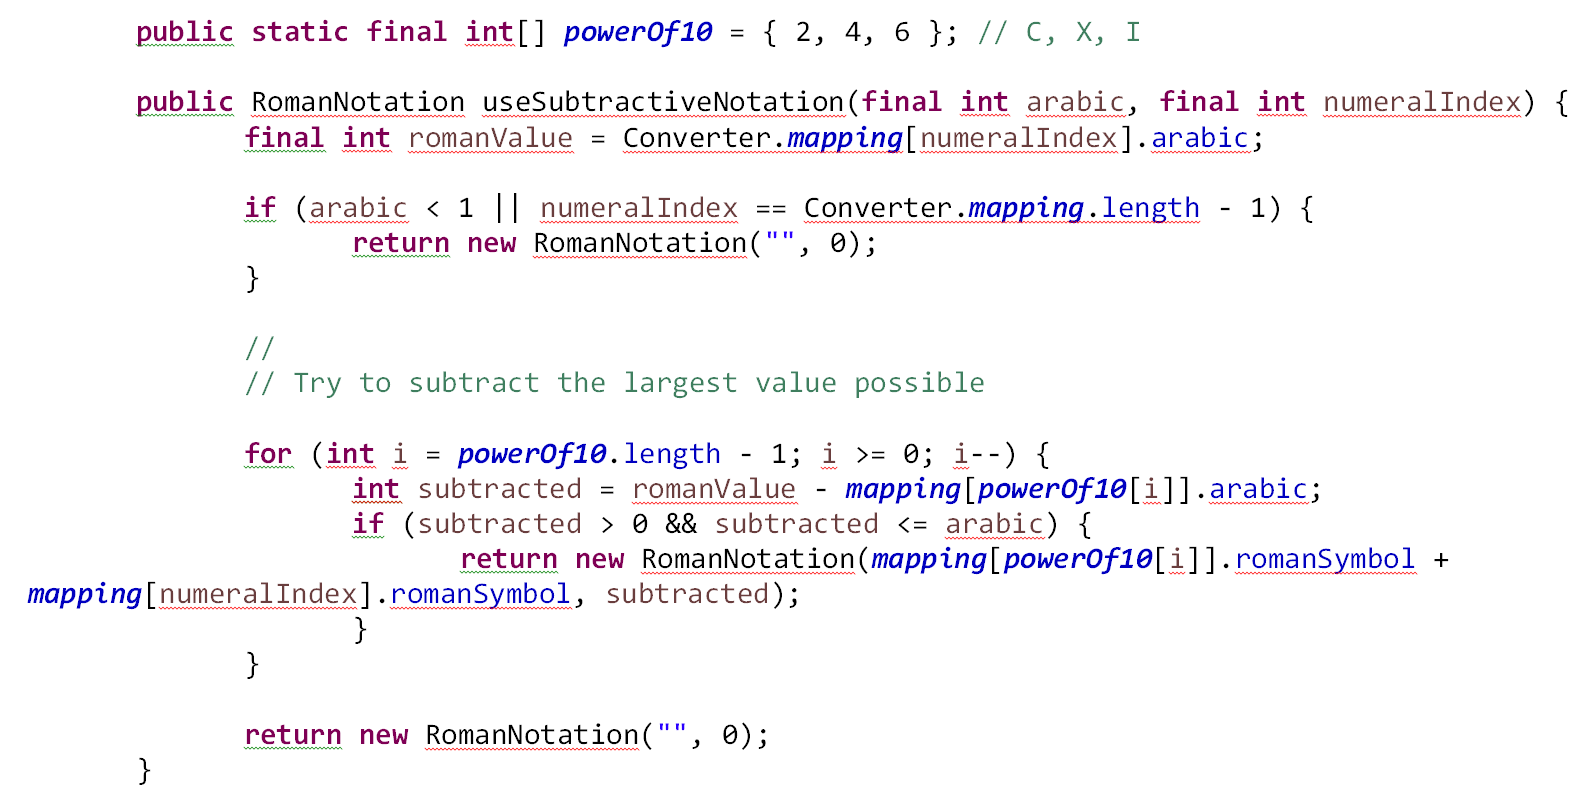 public static final int[] powerOf10 = { 2, 4, 6 }; // C, X, I
public RomanNotation useSubtractiveNotation(final int arabic, final int numeralIndex) {
final int romanValue = Converter.mapping[numeralIndex].arabic;
if (arabic < 1 || numeralIndex == Converter.mapping.length - 1) {
return new RomanNotation("", 0);
}
//
// Try to subtract the largest value possible
for (int i = powerOf10.length - 1; i >= 0; i--) {
int subtracted = romanValue - mapping[powerOf10[i]].arabic;
if (subtracted > 0 && subtracted <= arabic) {
return new RomanNotation(mapping[powerOf10[i]].romanSymbol +
mapping[numeralIndex].romanSymbol, subtracted);
}
}
return new RomanNotation("", 0);
}